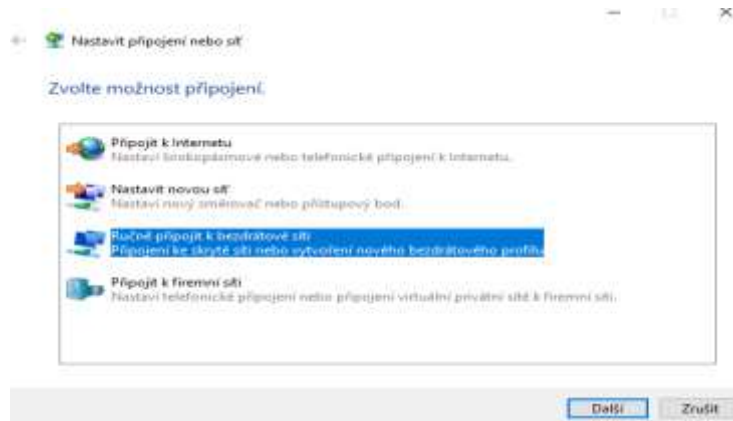 Nastavit připojení nebo síť
Zvolte možnost připojení.
Připojit k Internetu
Nastaví širokopásmové nebo telefonické připojení k Internetu.
Nastavit novou síť
Nastaví nový směrovač nebo přístupový bod.
Ručně připojit k bezdrátové síti
Připojení ke skryté síti nebo vytvoření nového bezdrátového profilu.
Připojit k firemní síti
Nastaví telefonické připojení nebo připojení virtuální privátní sítě k firemní síti.
Další
Zrušit